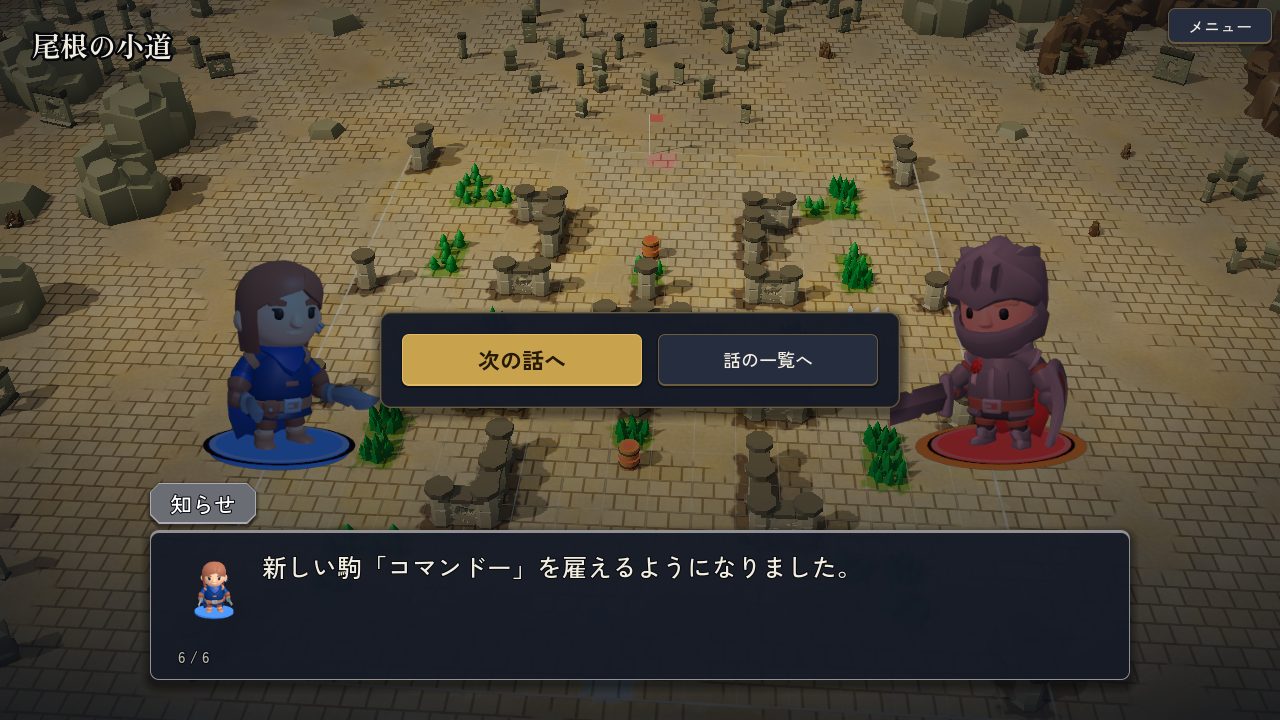 尾根の小道
メニュー
次の話へ
話の一覧へ
知らせ
新しい駒「コマンドー」を雇えるようになりました。
6 / 6